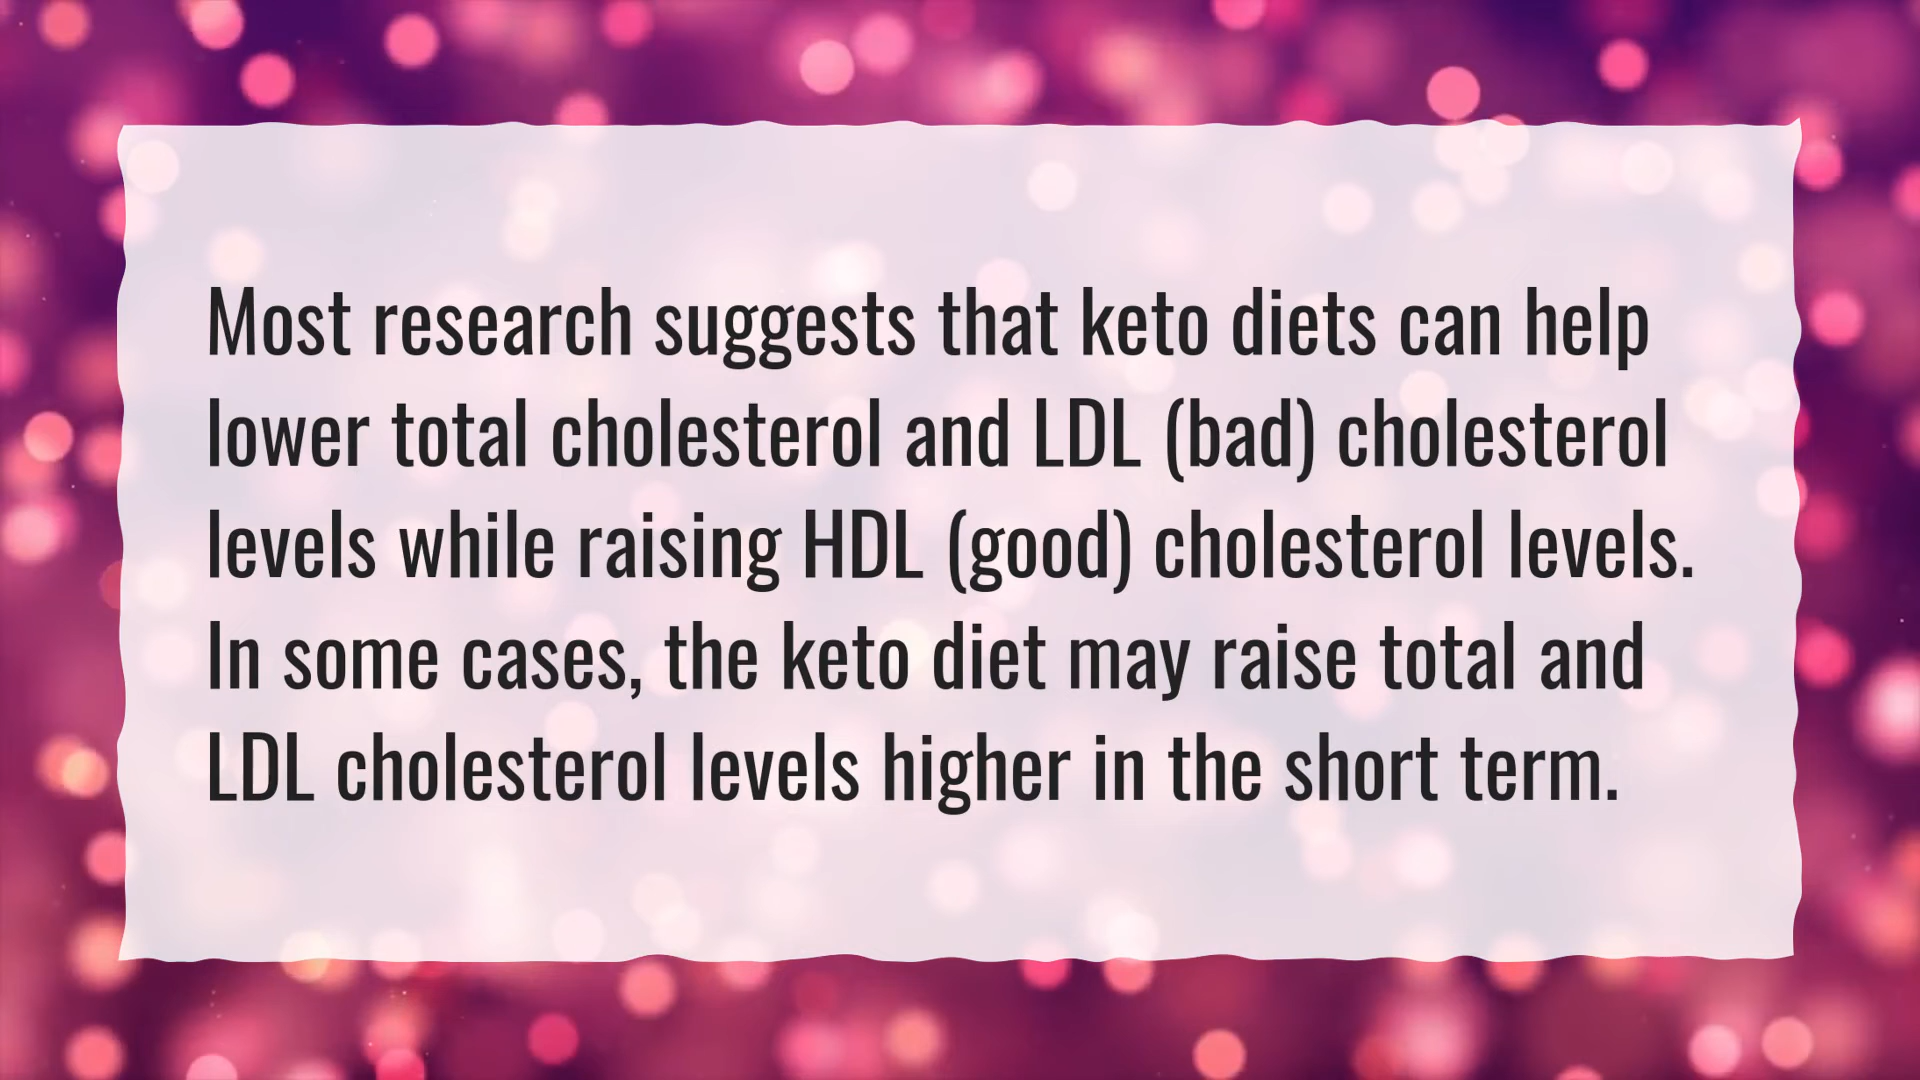 Most research suggests that keto diets can help
lower total cholesterol and LDL (bad) cholesterol
levels while raising HDL (good) cholesterol levels.
In some cases, the keto diet may raise total and
LDL cholesterol levels higher in the short term.